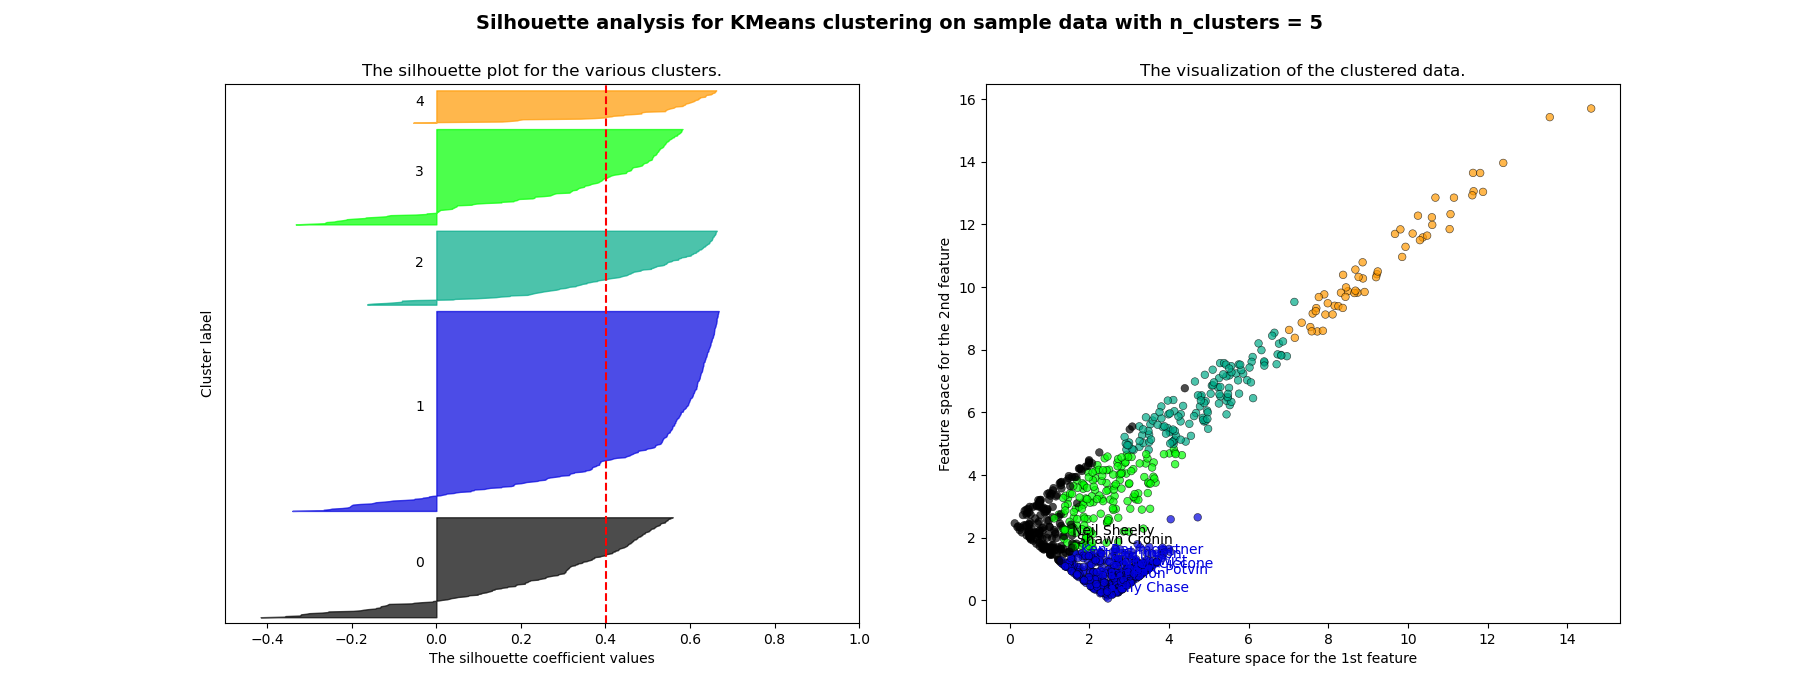 Silhouette analysis for KMeans clustering on sample data with n_clusters = 5
The silhouette plot for the various clusters.
4
3
2
1
0
Cluster label
−0.4 −0.2 0.0 0.2 0.4 0.6 0.8 1.0
The silhouette coefficient values
The visualization of the clustered data.
16
14
12
10
8
6
4
2
0
Feature space for the 2nd feature
Neil Sheehy
Shawn Cronin
Potvin
Chase
0 2 4 6 8 10 12 14
Feature space for the 1st feature